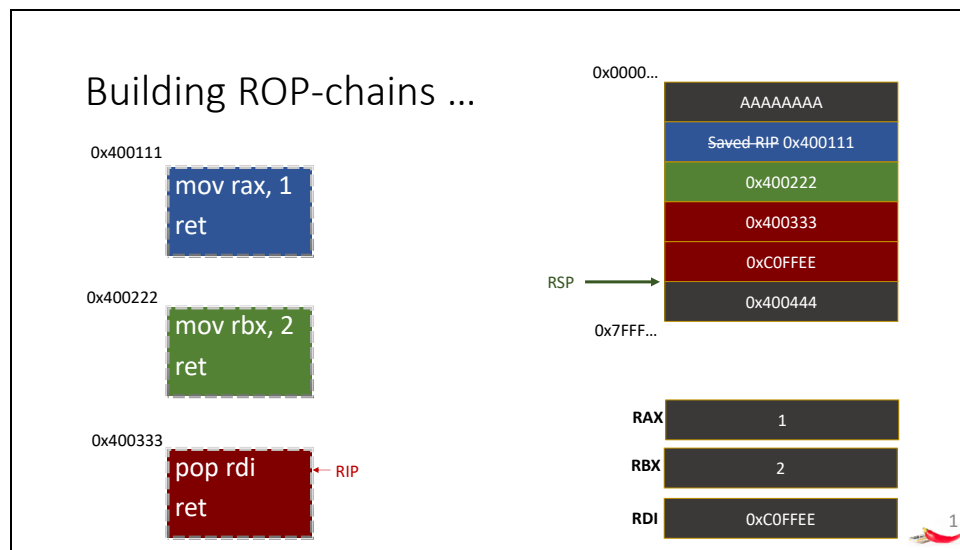 Building ROP-chains …
0x400111
mov rax, 1
ret
0x400222
mov rbx, 2
ret
0x400333
pop rdi
ret
RIP
0x0000…
AAAAAAAA
Saved RIP 0x400111
0x400222
0x400333
0xC0FFEE
RSP
0x400444
0x7FFF…
RAX 1
RBX 2
RDI 0xC0FFEE
1